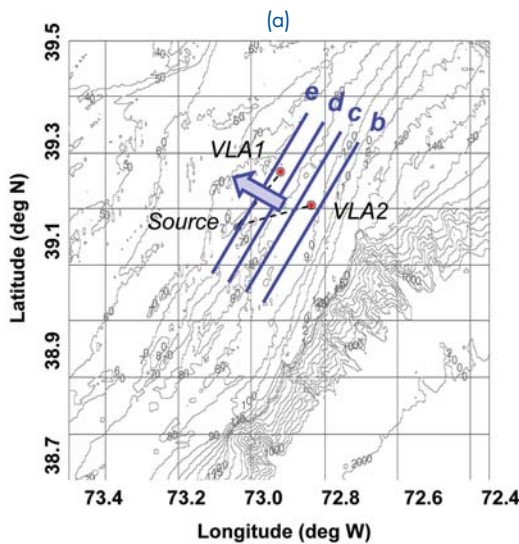 (a)
39.5
39.3
39.1
38.9
38.7
Latitude (deg N)
e
d
c
b
VLA1
Source
VLA2
1000
2000
73.4
73.2
73.0
72.8
72.6
72.4
Longitude (deg W)